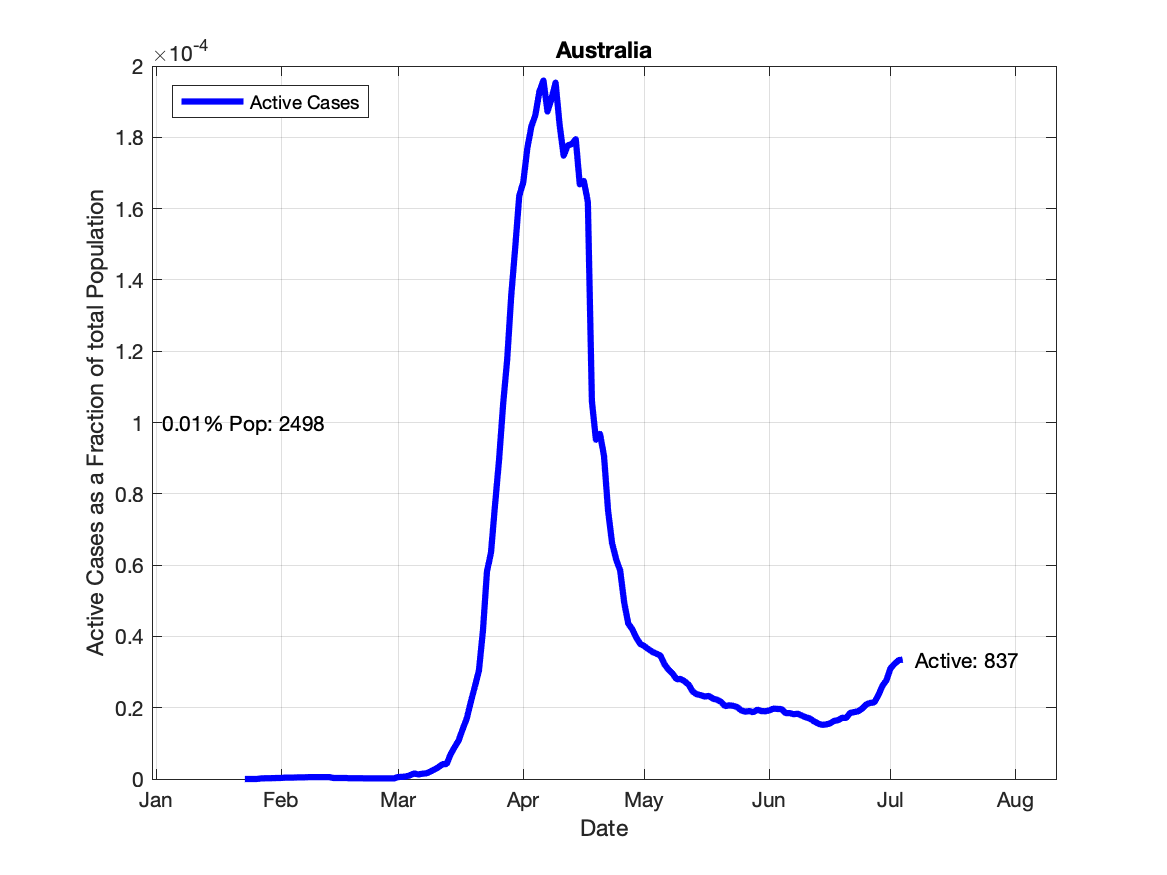 Australia
×10-4
Active Cases
2
1.8
1.6
1.4
1.2
1
0.8
0.6
0.4
0.2
0
0.01% Pop: 2498
Active: 837
Active Cases as a Fraction of total Population
Jan Feb Mar Apr May Jun Jul Aug
Date